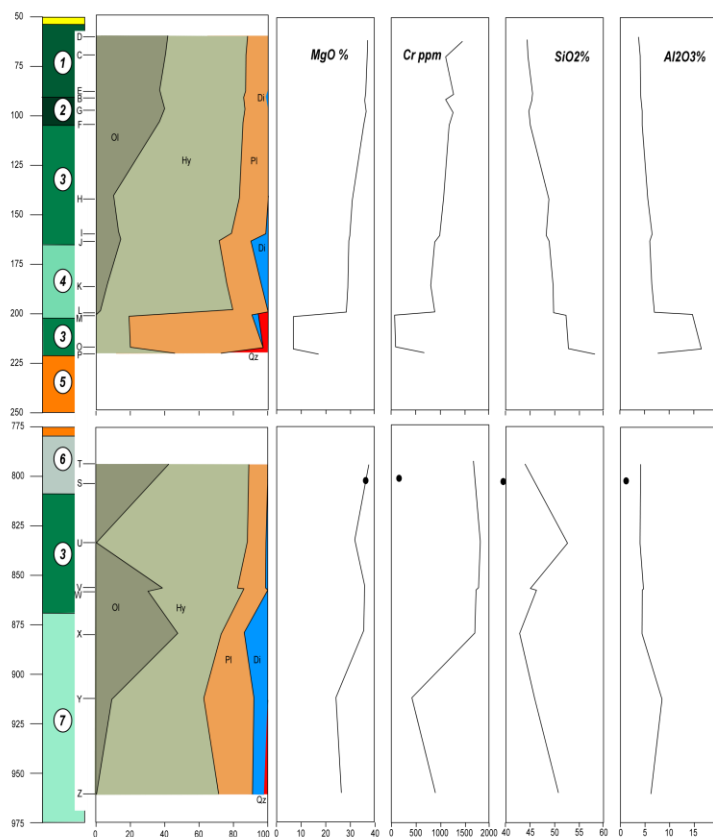 50
75
100
125
150
175
200
225
250
1
2
3
4
3
5
D
C
E
B
G
F
H
I
J
K
L
M
O
P
Ol
Hy
Pl
Di
Di
Qz
MgO %
Cr ppm
SiO2%
Al2O3%
775
800
825
850
875
900
925
950
975
6
3
7
T
S
U
V
W
X
Y
Z
Ol
Hy
Pl
Di
Qz
0 20 40 60 80 100
0 10 20 30 40
0 500 1000 1500 2000
40 45 50 55 60
0 5 10 15 20